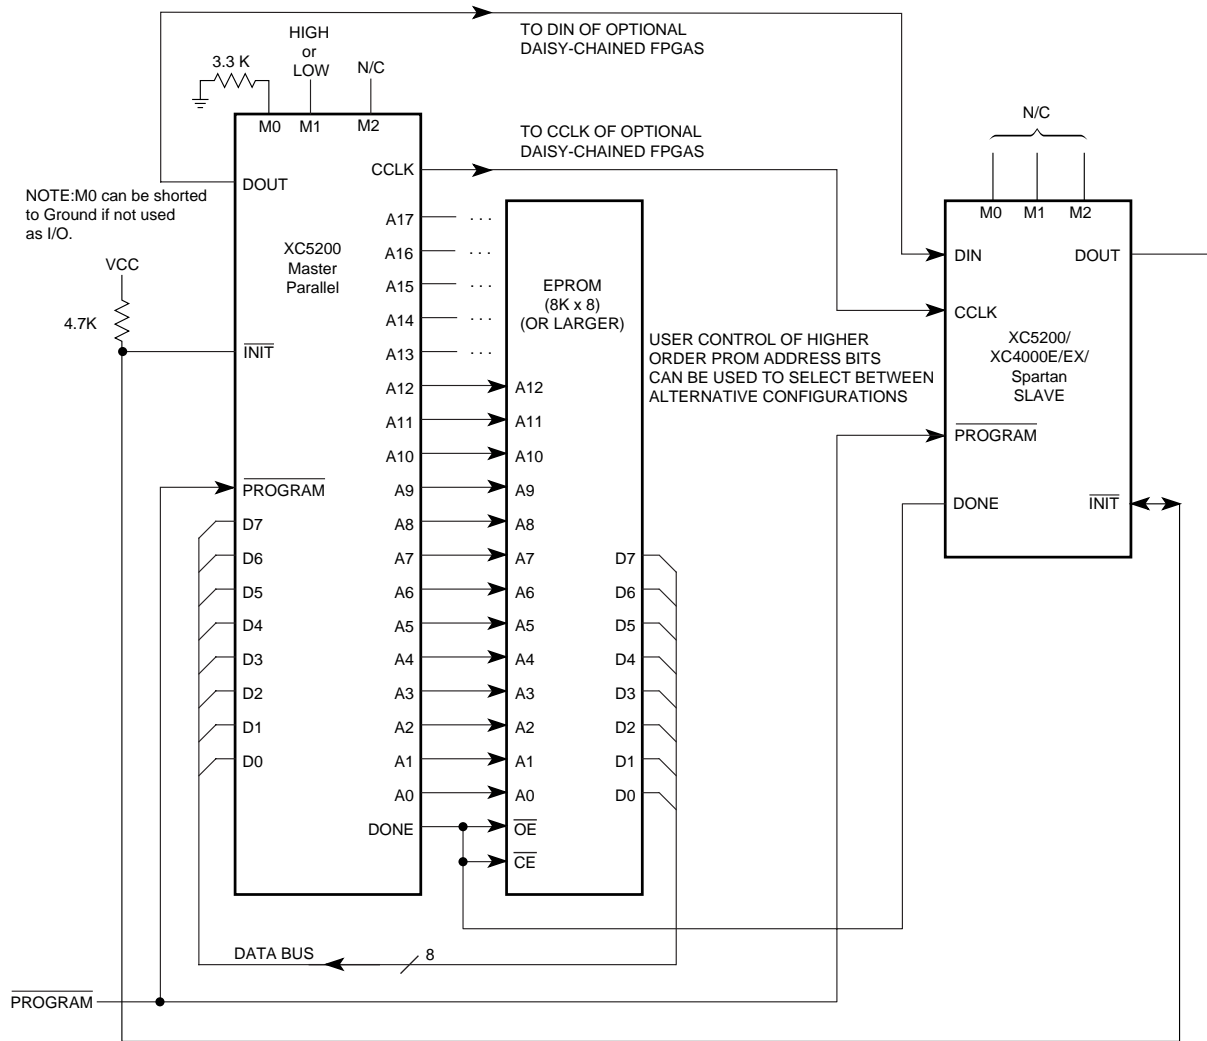 TO DIN OF OPTIONAL
DAISY-CHAINED FPGAS
HIGH
or
LOW
3.3 K
N/C
M0 M1 M2
TO CCLK OF OPTIONAL
DAISY-CHAINED FPGAS
N/C
M0 M1 M2
NOTE:M0 can be shorted
to Ground if not used
as I/O.
VCC
4.7K
DOUT
CCLK
XC5200
Master
Parallel
INIT
PROGRAM
D7
D6
D5
D4
D3
D2
D1
D0
A17 . . .
A16 . . .
A15 . . .
A14 . . .
A13 . . .
A12
A11
A10
A9
A8
A7
A6
A5
A4
A3
A2
A1
A0
DONE
EPROM
(8K x 8)
(OR LARGER)
A12
A11
A10
A9
A8
A7
A6
A5
A4
A3
A2
A1
A0
OE
CE
D7
D6
D5
D4
D3
D2
D1
D0
USER CONTROL OF HIGHER
ORDER PROM ADDRESS BITS
CAN BE USED TO SELECT BETWEEN
ALTERNATIVE CONFIGURATIONS
DIN
DOUT
CCLK
XC5200/
XC4000E/EX/
Spartan
SLAVE
PROGRAM
DONE
INIT
DATA BUS
8
PROGRAM